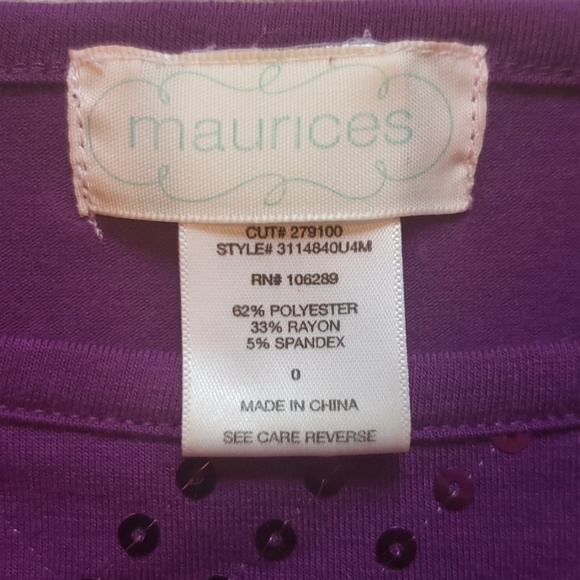 maurices
CUT# 279100
STYLE# 3114840U4M
RN# 106289
62% POLYESTER
33% RAYON
5% SPANDEX
0
MADE IN CHINA
SEE CARE REVERSE